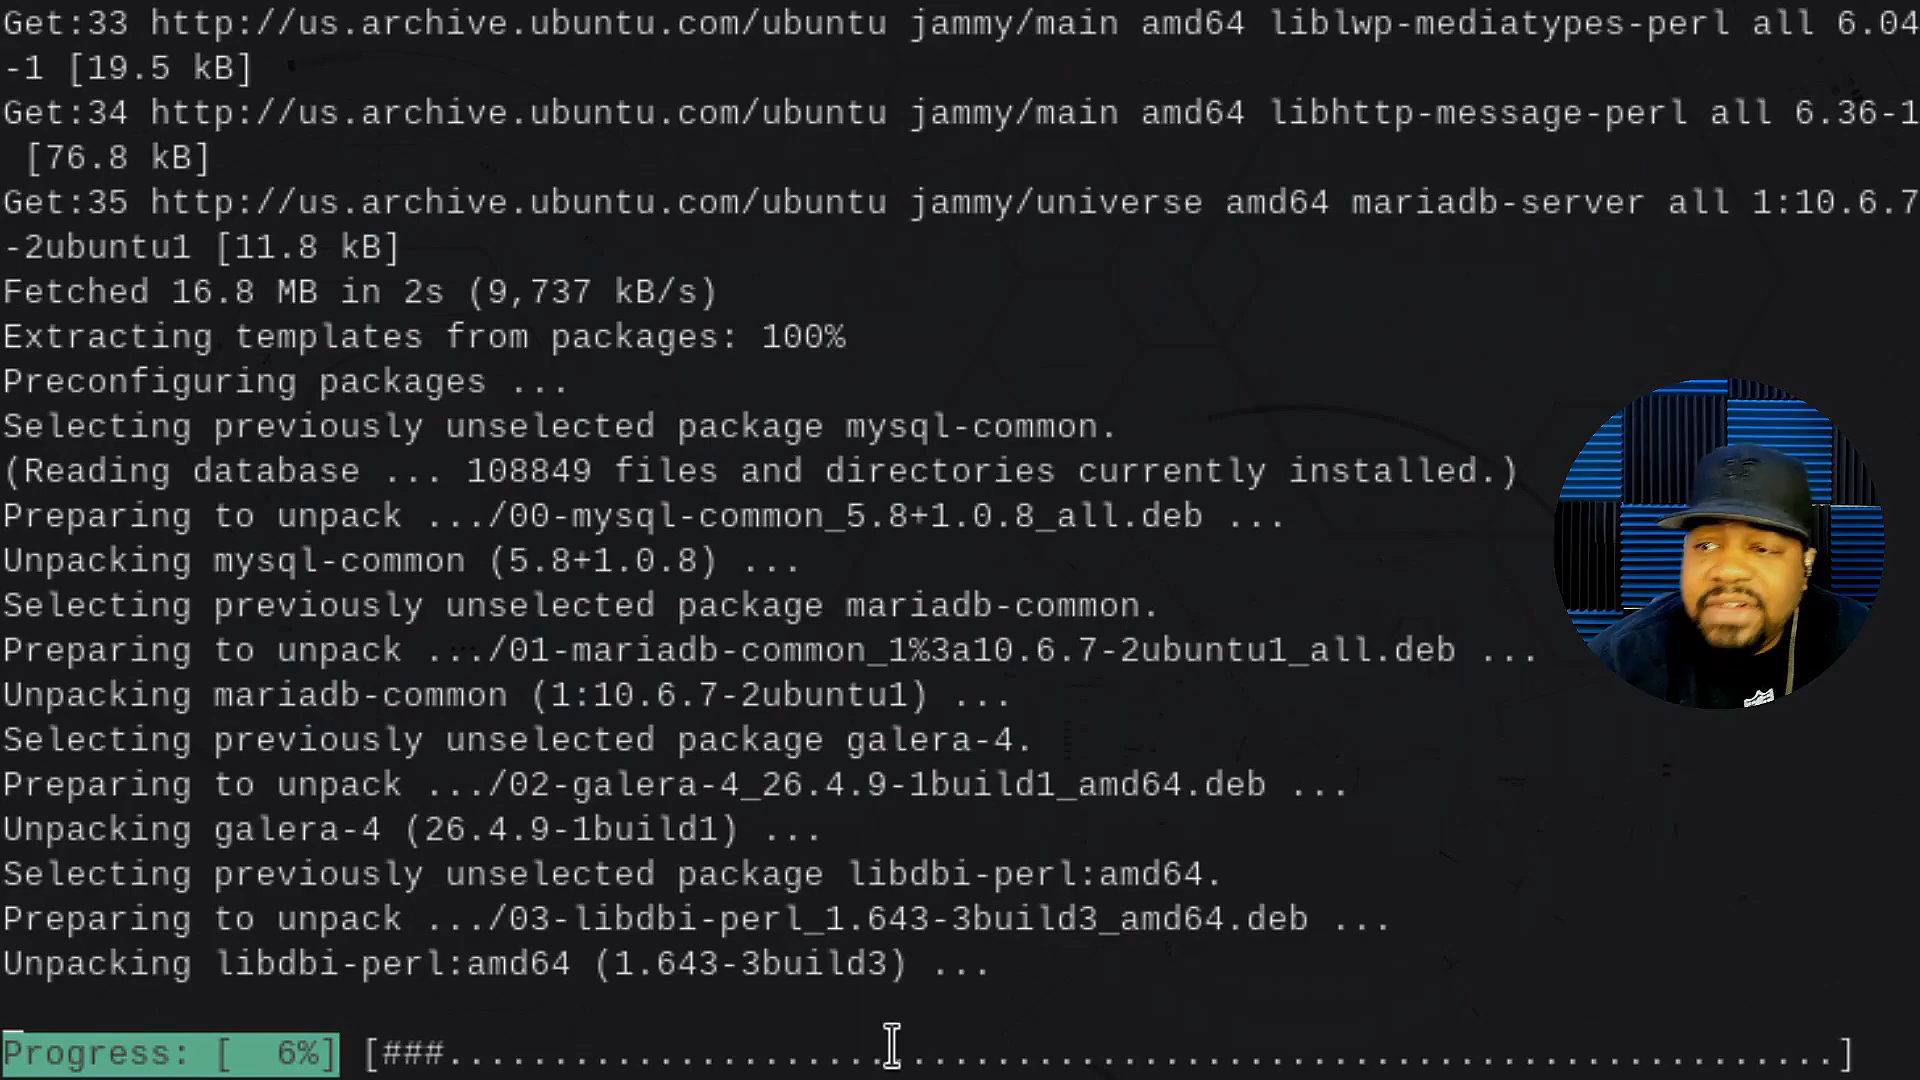 Get:33 http://us.archive.ubuntu.com/ubuntu jammy/main amd64 liblwp-mediatypes-perl all 6.04
-1 [19.5 kB]
Get:34 http://us.archive.ubuntu.com/ubuntu jammy/main amd64 libhttp-message-perl all 6.36-1
 [76.8 kB]
Get:35 http://us.archive.ubuntu.com/ubuntu jammy/universe amd64 mariadb-server all 1:10.6.7
-2ubuntu1 [11.8 kB]
Fetched 16.8 MB in 2s (9,737 kB/s)
Extracting templates from packages: 100%
Preconfiguring packages ...
Selecting previously unselected package mysql-common.
(Reading database ... 108849 files and directories currently installed.)
Preparing to unpack .../00-mysql-common_5.8+1.0.8_all.deb ...
Unpacking mysql-common (5.8+1.0.8) ...
Selecting previously unselected package mariadb-common.
Preparing to unpack .../01-mariadb-common_1%3a10.6.7-2ubuntu1_all.deb ...
Unpacking mariadb-common (1:10.6.7-2ubuntu1) ...
Selecting previously unselected package galera-4.
Preparing to unpack .../02-galera-4_26.4.9-1build1_amd64.deb ...
Unpacking galera-4 (26.4.9-1build1) ...
Selecting previously unselected package libdbi-perl:amd64.
Preparing to unpack .../03-libdbi-perl_1.643-3build3_amd64.deb ...
Unpacking libdbi-perl:amd64 (1.643-3build3) ...
Progress: [  6%] [###..................................................................]